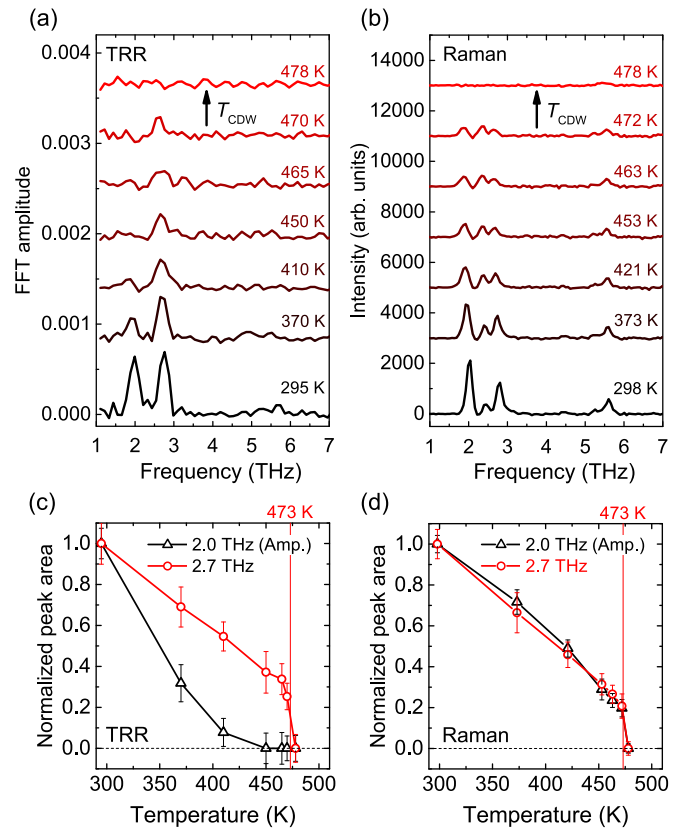 (a)
TRR
0.004
0.003
0.002
0.001
0.000
FFT amplitude
478 K
T_CDW
470 K
465 K
450 K
410 K
370 K
295 K
1 2 3 4 5 6 7
Frequency (THz)
(b)
Raman
14000
12000
10000
8000
6000
4000
2000
0
Intensity (arb. units)
478 K
T_CDW
472 K
463 K
453 K
421 K
373 K
298 K
1 2 3 4 5 6 7
Frequency (THz)
(c)
473 K
2.0 THz (Amp.)
2.7 THz
1.0
0.8
0.6
0.4
0.2
0.0
Normalized peak area
TRR
300 350 400 450 500
Temperature (K)
(d)
473 K
2.0 THz (Amp.)
2.7 THz
1.0
0.8
0.6
0.4
0.2
0.0
Normalized peak area
Raman
300 350 400 450 500
Temperature (K)